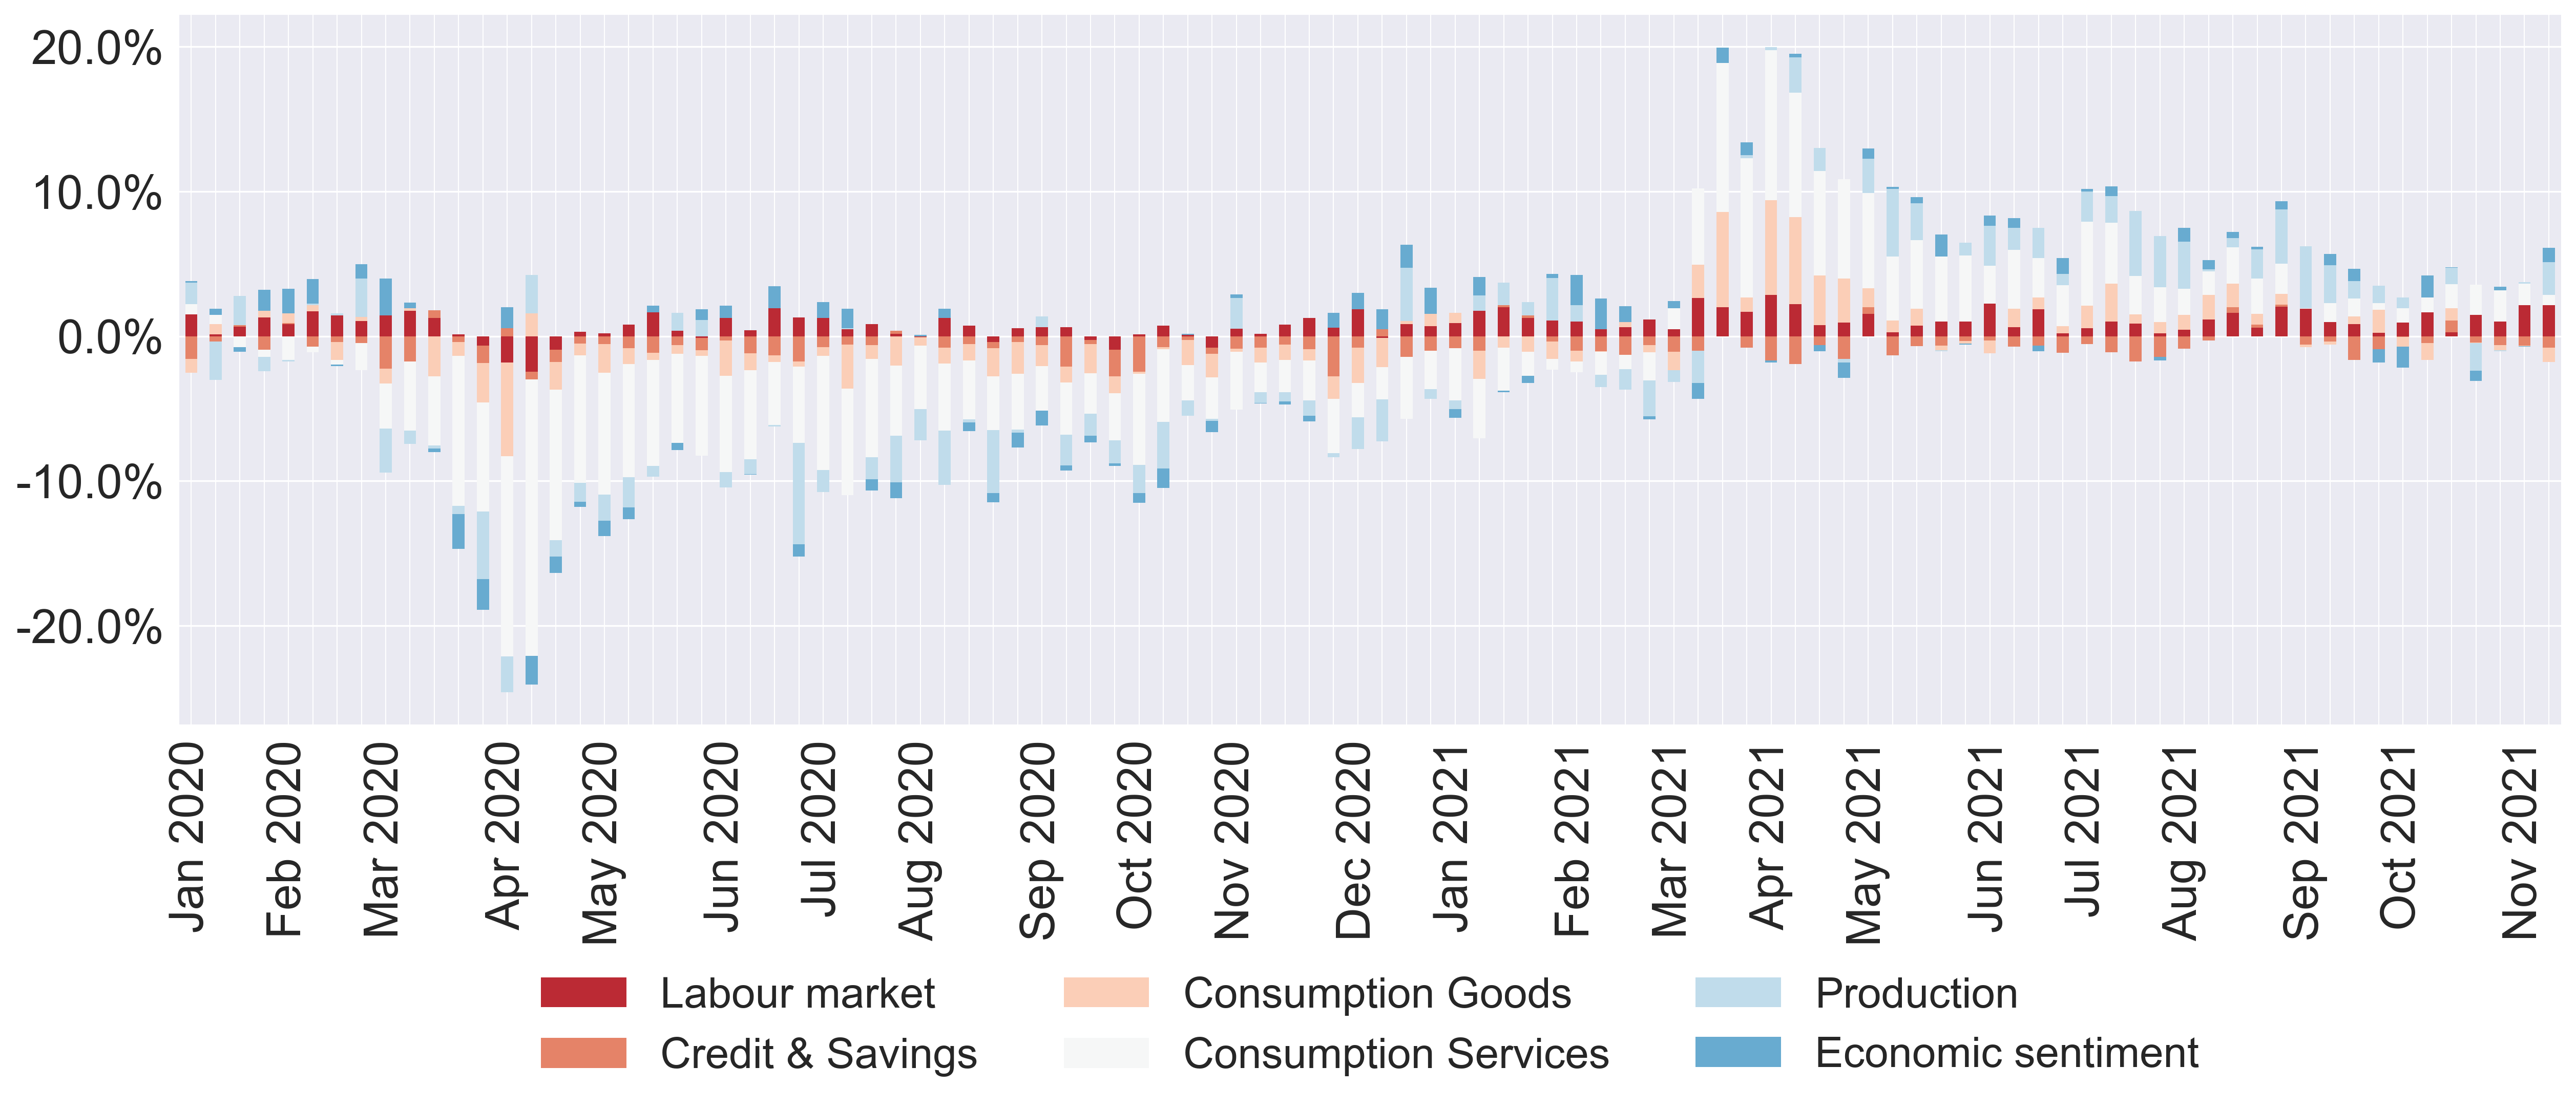 20.0%
10.0%
0.0%
-10.0%
-20.0%
Jan 2020
Feb 2020
Mar 2020
Apr 2020
May 2020
Jun 2020
Jul 2020
Aug 2020
Sep 2020
Oct 2020
Nov 2020
Dec 2020
Jan 2021
Feb 2021
Mar 2021
Apr 2021
May 2021
Jun 2021
Jul 2021
Aug 2021
Sep 2021
Oct 2021
Nov 2021
Labour market
Consumption Goods
Production
Credit & Savings
Consumption Services
Economic sentiment